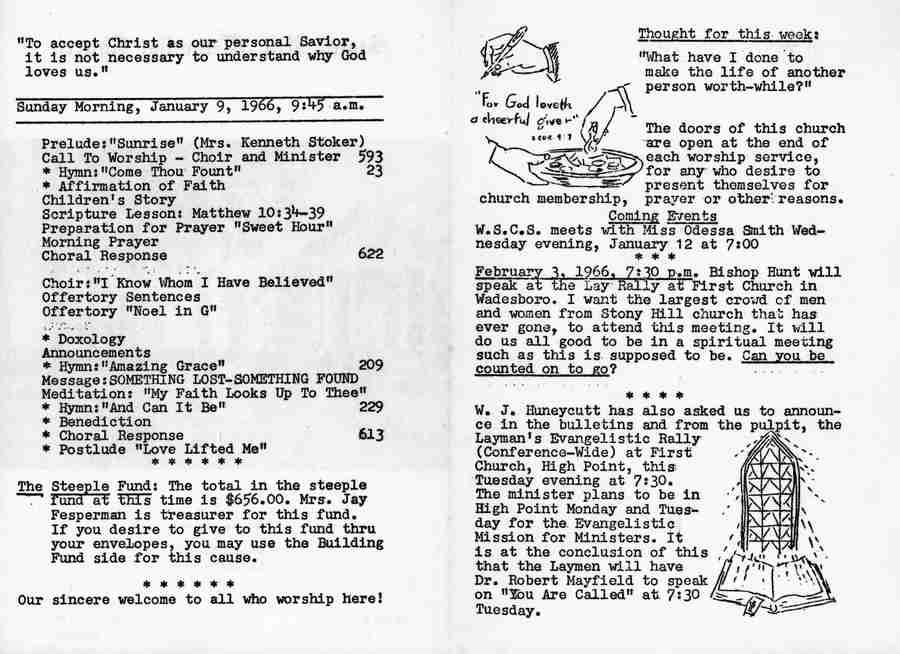 "To accept Christ as our personal Savior,
it is not necessary to understand why God
loves us."
Sunday Morning, January 9, 1966, 9:45 a.m.
Prelude:"Sunrise" (Mrs. Kenneth Stoker)
Call To Worship - Choir and Minister 593
* Hymn:"Come Thou Fount" 23
* Affirmation of Faith
Children's Story
Scripture Lesson: Matthew 10:34-39
Preparation for Prayer "Sweet Hour"
Morning Prayer
Choral Response 622
Choir:"I Know Whom I Have Believed"
Offertory Sentences
Offertory "Noel in G"
* Doxology
Announcements
* Hymn:"Amazing Grace" 209
Message:SOMETHING LOST-SOMETHING FOUND
Meditation: "My Faith Looks Up To Thee"
* Hymn:"And Can It Be" 229
* Benediction
* Choral Response 613
* Postlude "Love Lifted Me"
* * * * * *
The Steeple Fund: The total in the steeple
fund at this time is $656.00. Mrs. Jay
Fesperman is treasurer for this fund.
If you desire to give to this fund thru
your envelopes, you may use the Building
Fund side for this cause.
* * * * * *
Our sincere welcome to all who worship here!
Thought for this week:
"What have I done to
make the life of another
person worth-while?"
"For God loveth
a cheerful giver"
2 COR 9:7
The doors of this church
are open at the end of
each worship service,
for any who desire to
present themselves for
church membership, prayer or other reasons.
Coming Events
W.S.C.S. meets with Miss Odessa Smith Wed-
nesday evening, January 12 at 7:00
* * *
February 3, 1966, 7:30 p.m. Bishop Hunt will
speak at the Lay Rally at First Church in
Wadesboro. I want the largest crowd of men
and women from Stony Hill church that has
ever gone, to attend this meeting. It will
do us all good to be in a spiritual meeting
such as this is supposed to be. Can you be
counted on to go?
* * * *
W. J. Huneycutt has also asked us to announ-
ce in the bulletins and from the pulpit, the
Layman's Evangelistic Rally
(Conference-Wide) at First
Church, High Point, this
Tuesday evening at 7:30.
The minister plans to be in
High Point Monday and Tues-
day for the Evangelistic
Mission for Ministers. It
is at the conclusion of this
that the Laymen will have
Dr. Robert Mayfield to speak
on "You Are Called" at 7:30
Tuesday.